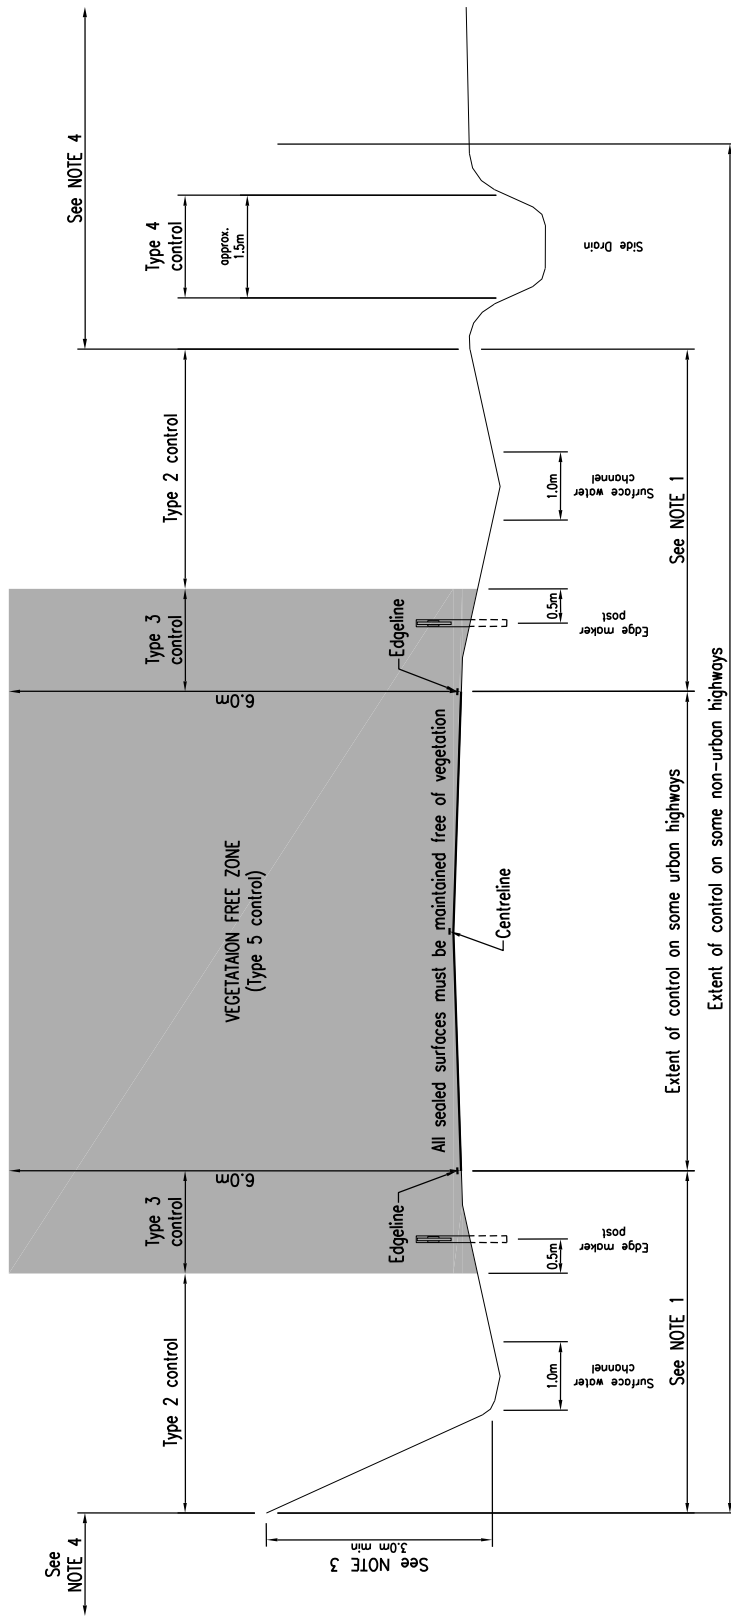 See
NOTE 4
See NOTE 4
Type 2 control
Type 3
control
6.0m
VEGETATAION FREE ZONE
(Type 5 control)
6.0m
Type 3
control
Type 2 control
Type 4
control
approx.
1.5m
See NOTE 3
3.0m min
Edgeline
All sealed surfaces must be maintained free of vegetation
Edgeline
Centreline
1.0m
Surface water
channel
0.5m
Edge maker
post
0.5m
Edge maker
post
1.0m
Surface water
channel
Side Drain
See NOTE 1
Extent of control on some urban highways
See NOTE 1
Extent of control on some non-urban highways